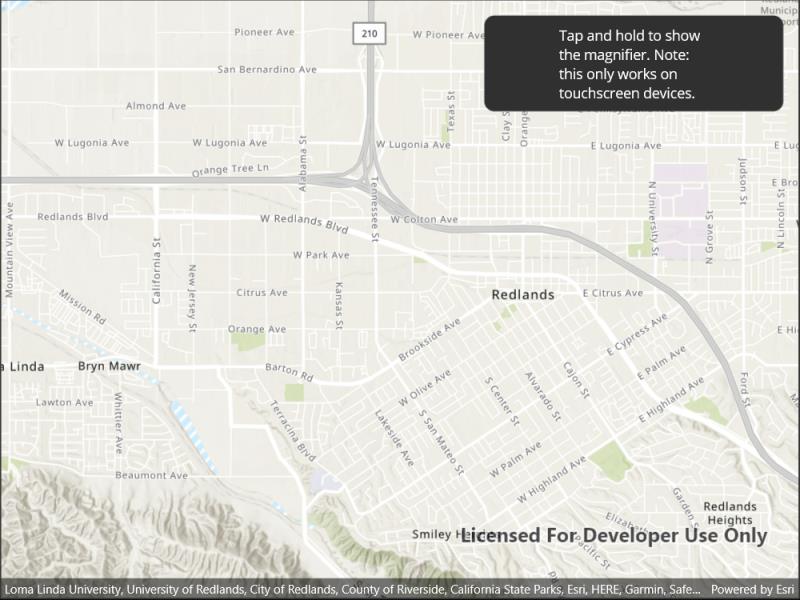 Redlands
Municip
Pioneer Ave
210
W Pioneer Ave
Tap and hold to show
the magnifier. Note:
this only works on
touchscreen devices.
San Bernardino Ave
Almond Ave
Texas St
Clay S
Orange
W Lugonia Ave
W Lugonia Ave
W Lugonia Ave
E Lugonia Ave
E Lug
Alabama St
Orange Tree Ln
Tennessee St
Judson St
E Bro
N University St
N Grove St
N Lincoln St
Mountain View Ave
Redlands Blvd
W Redlands Blvd
W Colton Ave
California St
W Park Ave
New Jersey St
Citrus Ave
Kansas St
Redlands
E Citrus Ave
Mission Rd
Orange Ave
Brookside Ave
E Cypress Ave
E Hi
a Linda
Bryn Mawr
Barton Rd
E Palm Ave
Cajon St
Alvarado St
Ford St
W Olive Ave
S Center St
E Highland Ave
Lawton Ave
Whittier Ave
Terracina Blvd
Lakeside Ave
S San Mateo St
W Palm Ave
Beaumont Ave
W Highland Ave
Garden S
Redlands
Heights
Elizabeth
Smiley He
Licensed For Developer Use Only
Pacific St
Loma Linda University, University of Redlands, City of Redlands, County of Riverside, California State Parks, Esri, HERE, Garmin, Safe...
Powered by Esri